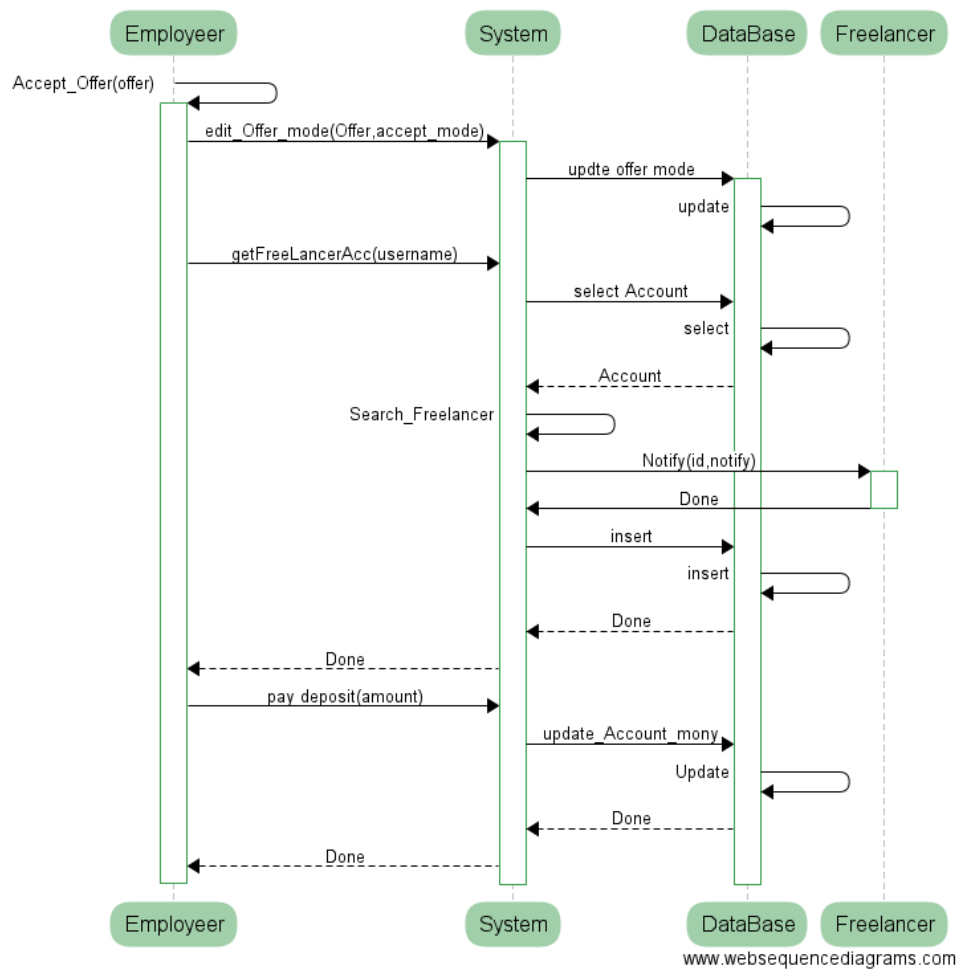 Employeer
System
DataBase
Freelancer
Accept_Offer(offer)
edit_Offer_mode(Offer,accept_mode)
updte offer mode
update
getFreeLancerAcc(username)
select Account
select
Account
Search_Freelancer
Notify(id,notify)
Done
insert
insert
Done
Done
pay deposit(amount)
update_Account_mony
Update
Done
Done
Employeer
System
DataBase
Freelancer
www.websequencediagrams.com